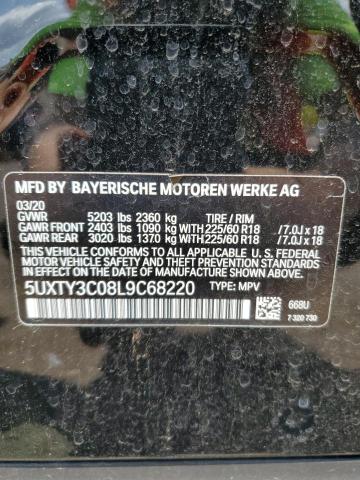 MFD BY BAYERISCHE MOTOREN WERKE AG
03/20
GVWR 5203 lbs 2360 kg TIRE / RIM
GAWR FRONT 2403 lbs 1090 kg WITH 225/60 R18 /7.0J x 18
GAWR REAR 3020 lbs 1370 kg WITH 225/60 R18 /7.0J x 18
THIS VEHICLE CONFORMS TO ALL APPLICABLE U. S. FEDERAL
MOTOR VEHICLE SAFETY AND THEFT PREVENTION STANDARDS
IN EFFECT ON THE DATE OF MANUFACTURE SHOWN ABOVE.
5UXTY3C08L9C68220 TYPE: MPV
668U
7 320 730